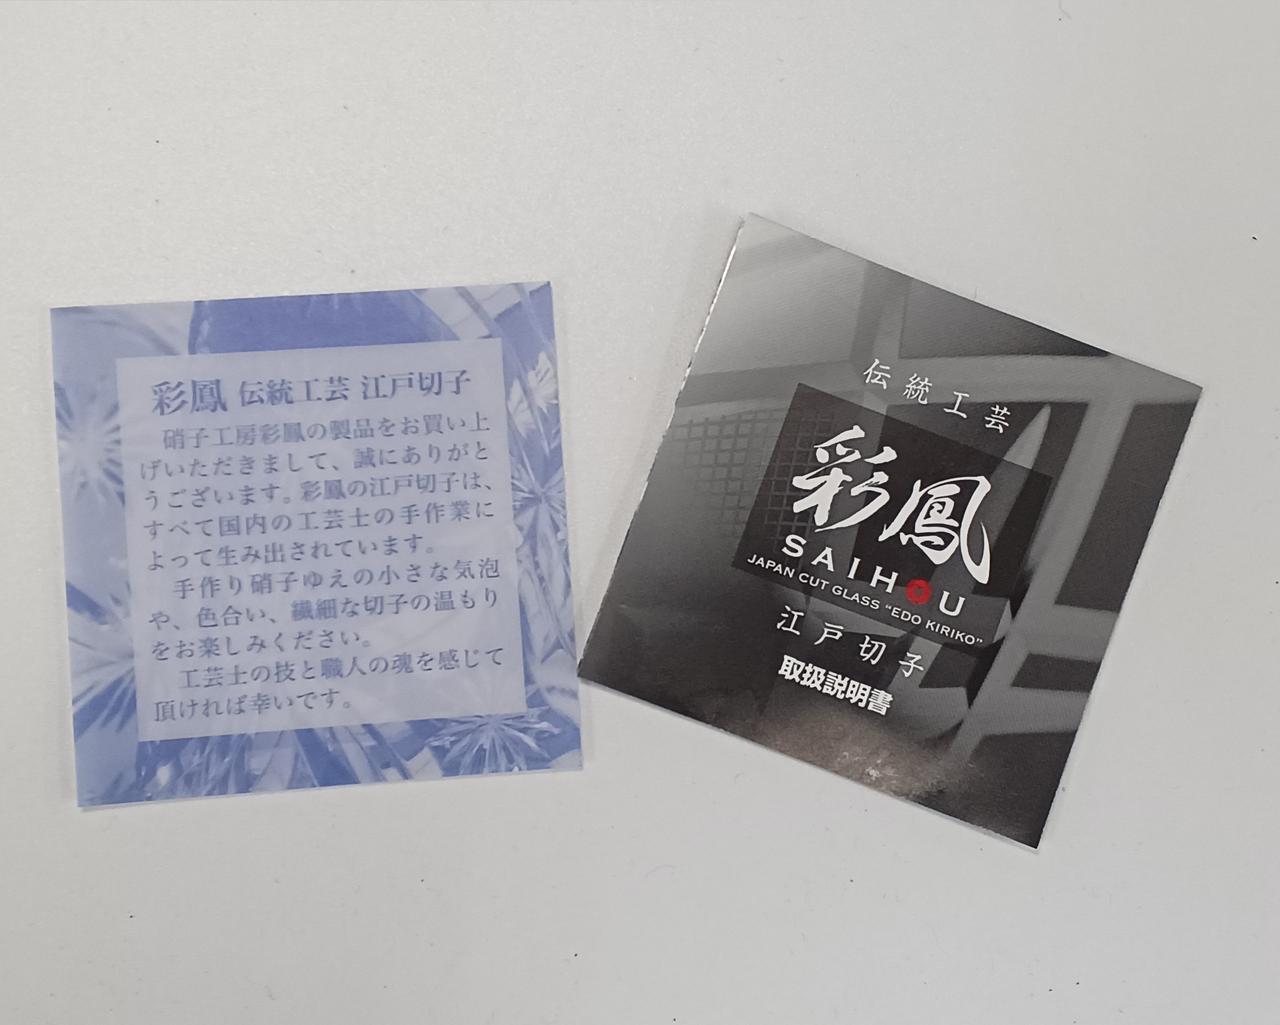 彩鳳 伝統工芸 江戸切子
硝子工房彩鳳の製品をお買い上
げいただきまして、誠にありがと
うございます。彩鳳の江戸切子は、
すべて国内の工芸士の手作業に
よって生み出されています。
手作り硝子ゆえの小さな気泡
や、色合い、繊細な切子の温もり
をお楽しみください。
工芸士の技と職人の魂を感じて
頂ければ幸いです。
伝統工芸
彩鳳
SAIHOU
JAPAN CUT GLASS “EDO KIRIKO”
江戸切子
取扱説明書